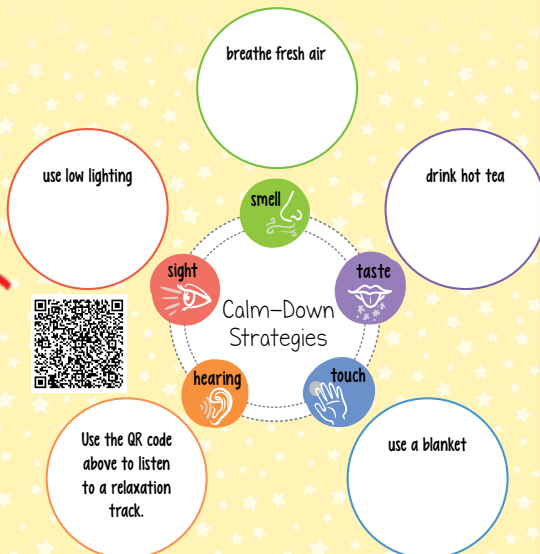 breathe fresh air
use low lighting
drink hot tea
smell
sight
taste
Calm-Down
Strategies
hearing
touch
Use the QR code
above to listen
to a relaxation
track.
use a blanket